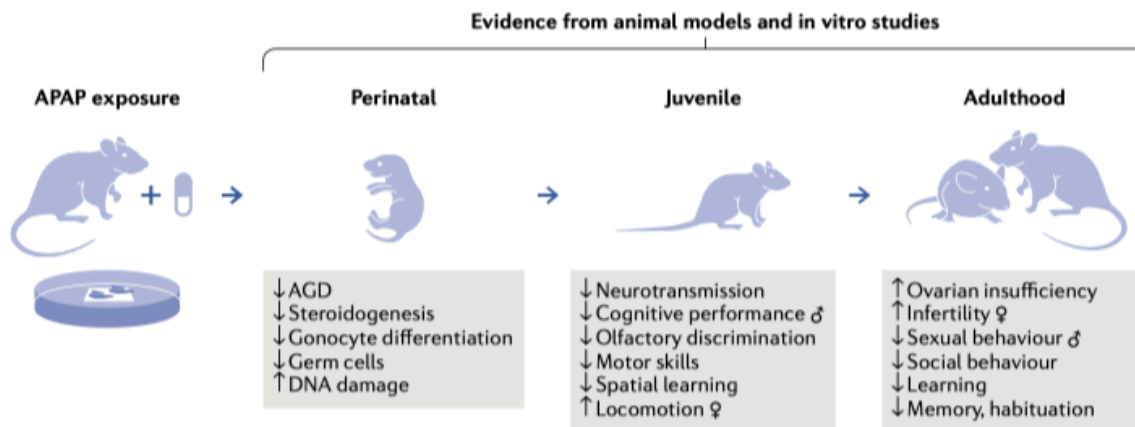 Evidence from animal models and in vitro studies
APAP exposure
Perinatal
Juvenile
Adulthood
+
↓AGD
↓Steroidogenesis
↓Gonocyte differentiation
↓Germ cells
↑DNA damage
↓Neurotransmission
↓Cognitive performance ♂
↓Olfactory discrimination
↓Motor skills
↓Spatial learning
↑Locomotion ♀
↑Ovarian insufficiency
↑Infertility ♀
↓Sexual behaviour ♂
↓Social behaviour
↓Learning
↓Memory, habituation